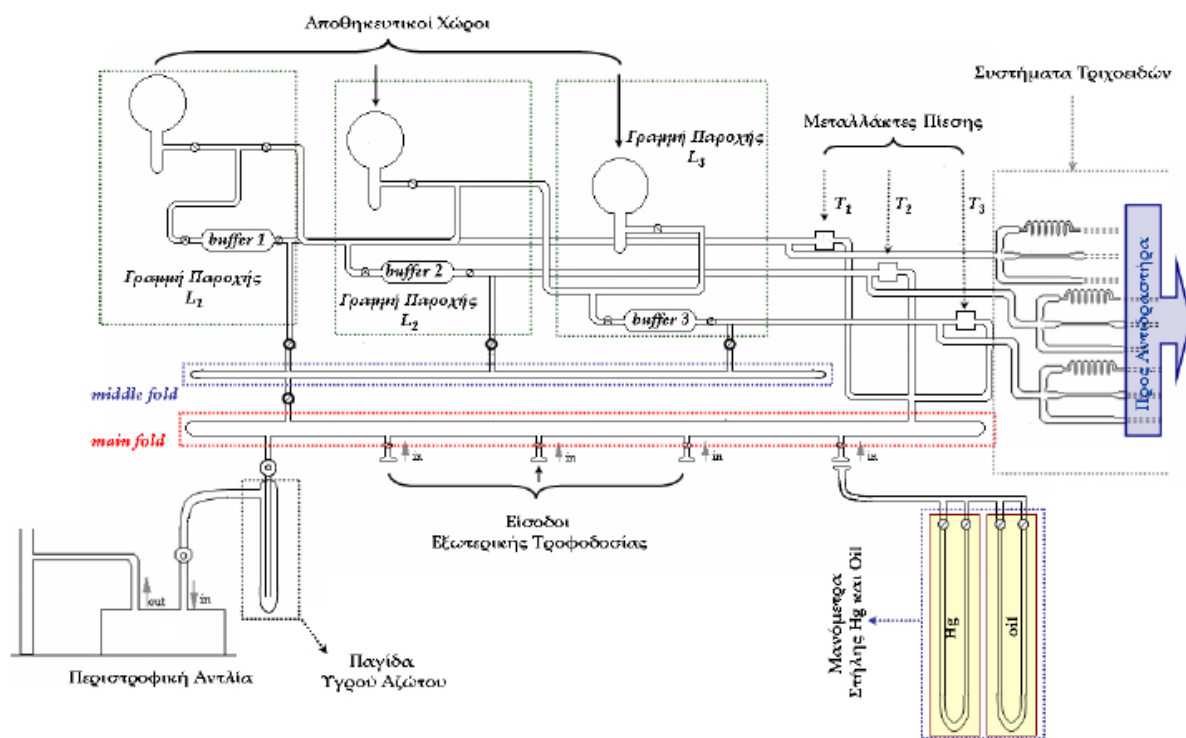 Αποθηκευτικοί Χώροι
Συστήματα Τριχοειδών
Γραμμή Παροχής
L3
Μεταλλάκτες Πίεσης
T1
T2
T3
buffer 1
buffer 2
buffer 3
Γραμμή Παροχής
L1
Γραμμή Παροχής
L2
Προς Αντιδραστήρα
middle fold
main fold
in
in
in
in
Είσοδοι
Εξωτερικής Τροφοδοσίας
out
in
Περιστροφική Αντλία
Παγίδα
Υγρού Αζώτου
Μανόμετρα
Στήλης Hg και Oil
Hg
oil